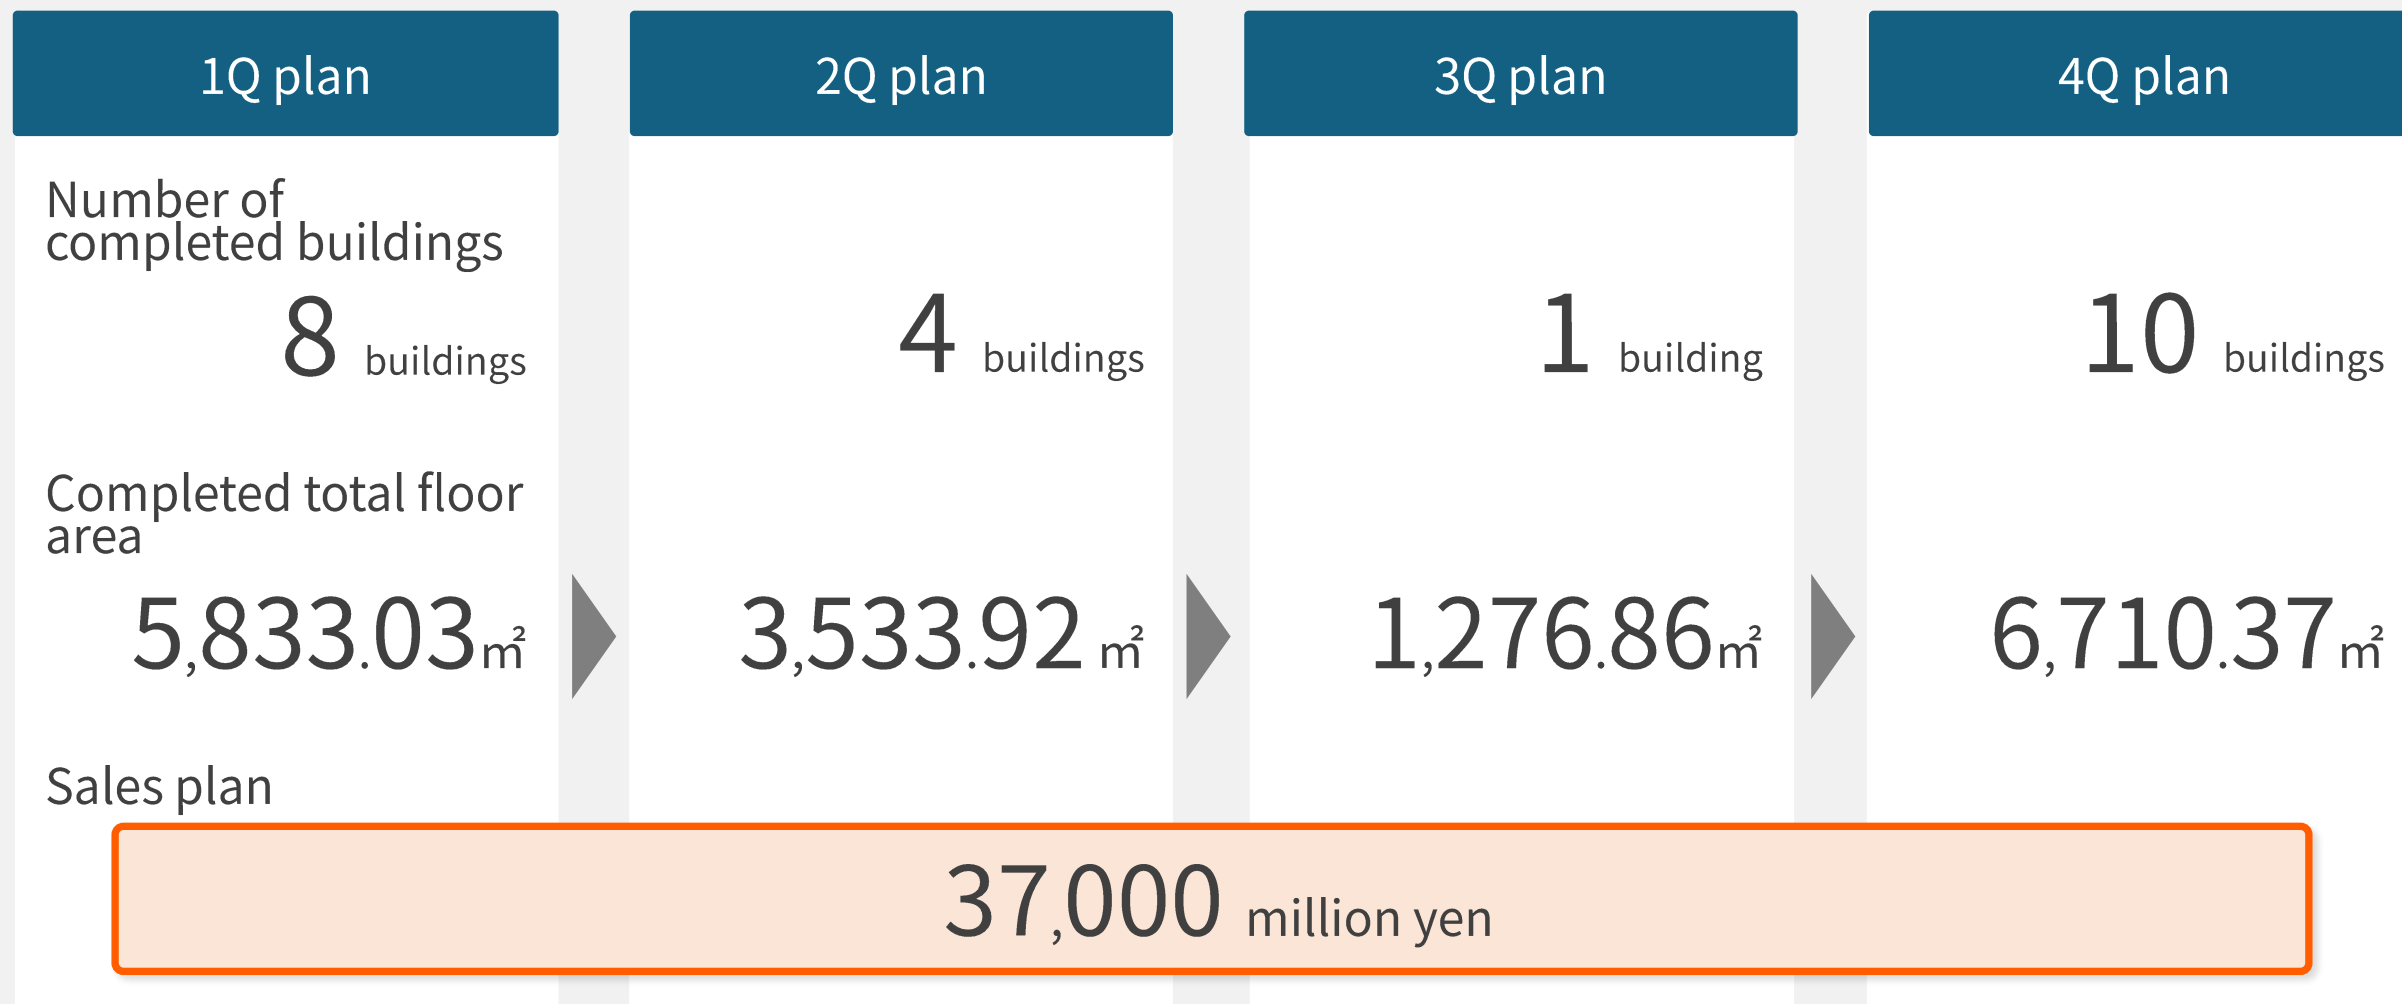 1Q plan
2Q plan
3Q plan
4Q plan
Number of
completed buildings
8 buildings
4 buildings
1 building
10 buildings
Completed total floor
area
5,833.03㎡
3,533.92 ㎡
1,276.86㎡
6,710.37㎡
Sales plan
37,000 million yen